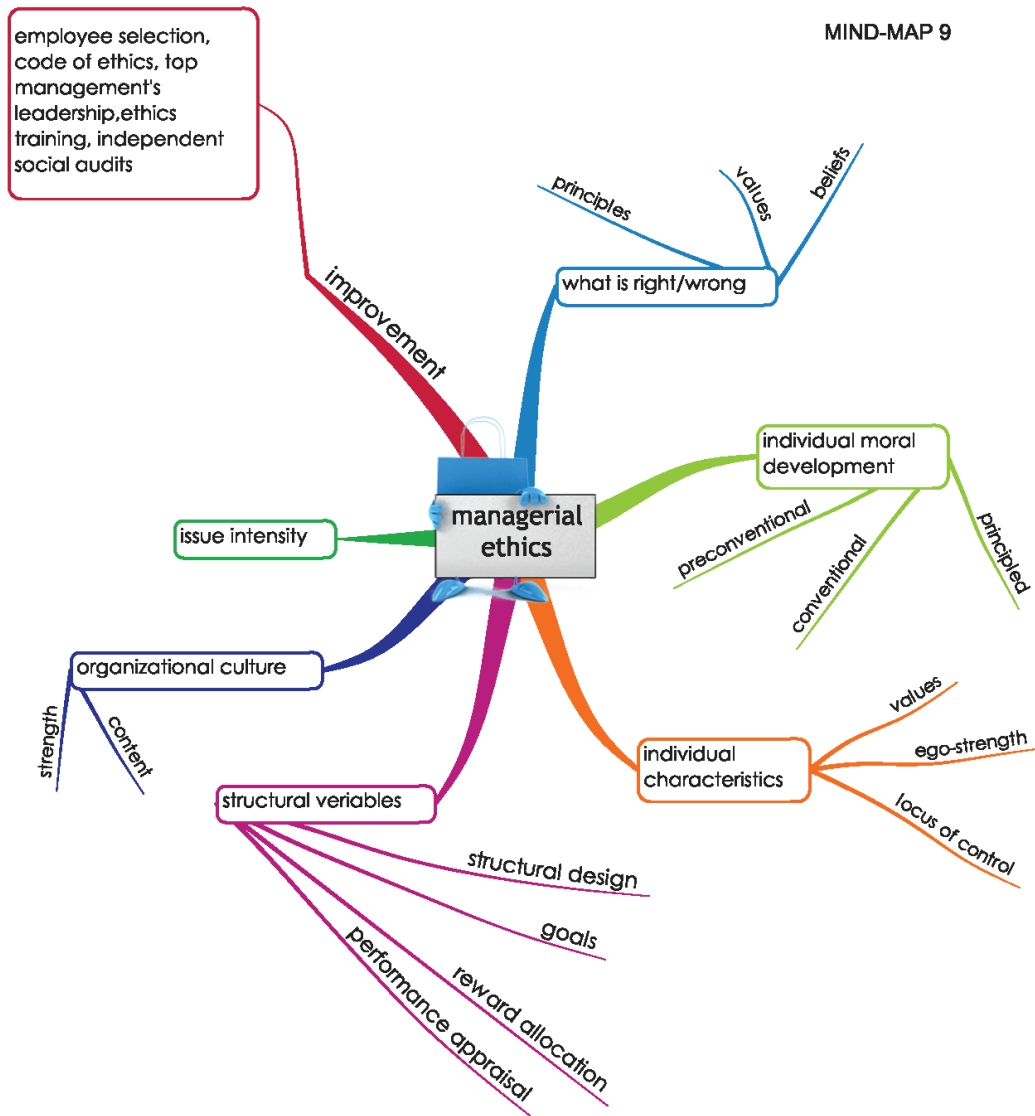 MIND-MAP 9
employee selection,
code of ethics, top
management's
leadership,ethics
training, independent
social audits
improvement
principles
values
beliefs
what is right/wrong
managerial
ethics
individual moral
development
preconventional
conventional
principled
issue intensity
organizational culture
strength
content
individual
characteristics
values
ego-strength
locus of control
structural veriables
structural design
goals
reward allocation
performance appraisal